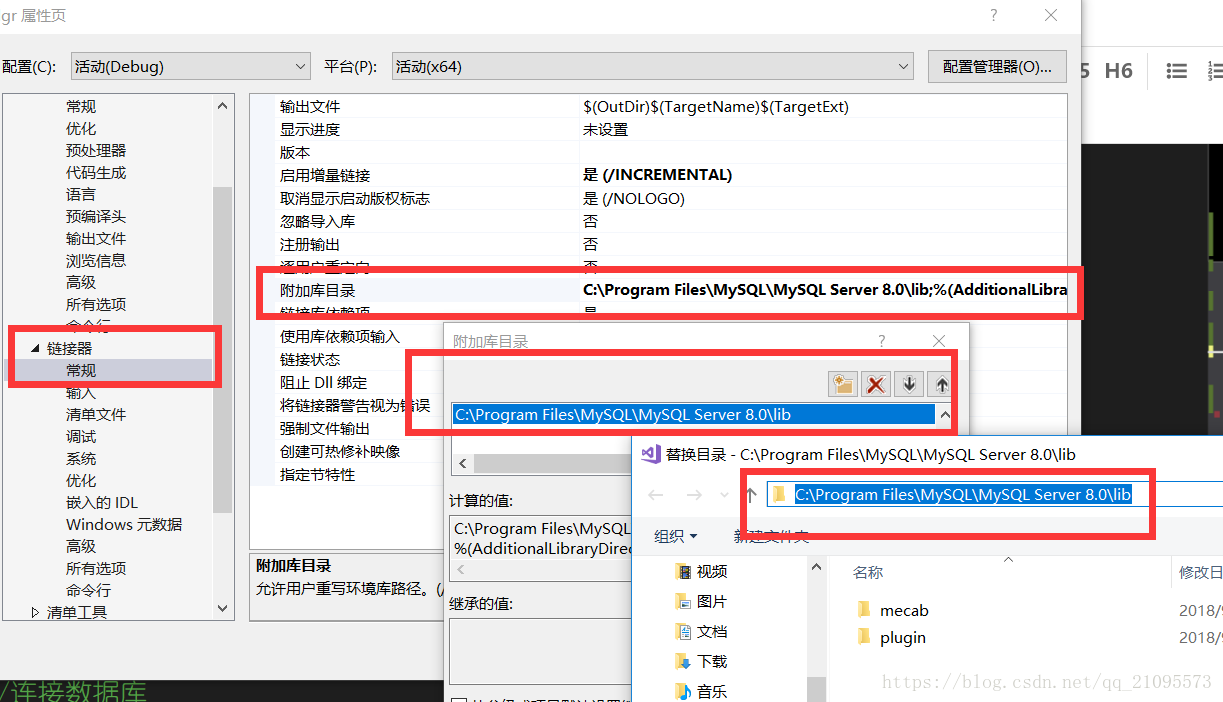 gr 属性页
配置(C):
活动(Debug)
平台(P):
活动(x64)
配置管理器(O)...
5 H6
常规
优化
预处理器
代码生成
语言
预编译头
输出文件
浏览信息
高级
所有选项
命令行
链接器
常规
输入
清单文件
调试
系统
优化
嵌入的 IDL
Windows 元数据
高级
所有选项
命令行
清单工具
输出文件 $(OutDir)$(TargetName)$(TargetExt)
显示进度 未设置
版本
启用增量链接 是 (/INCREMENTAL)
取消显示启动版权标志 是 (/NOLOGO)
忽略导入库 否
注册输出 否
逐用户重定向 否
附加库目录 C:\Program Files\MySQL\MySQL Server 8.0\lib;%(AdditionalLibra
链接库依赖项 是
使用库依赖项输入
链接状态
阻止 Dll 绑定
将链接器警告视为错误
强制文件输出
创建可热修补映像
指定节特性
附加库目录
允许用户重写环境库路径。(/
附加库目录
C:\Program Files\MySQL\MySQL Server 8.0\lib
计算的值:
C:\Program Files\MySQL
%(AdditionalLibraryDire
继承的值:
替换目录 - C:\Program Files\MySQL\MySQL Server 8.0\lib
C:\Program Files\MySQL\MySQL Server 8.0\lib
组织
新建文件夹
视频
图片
文档
下载
音乐
名称
修改日
mecab 2018/
plugin 2018/
/连接数据库
https://blog.csdn.net/qq_21095573